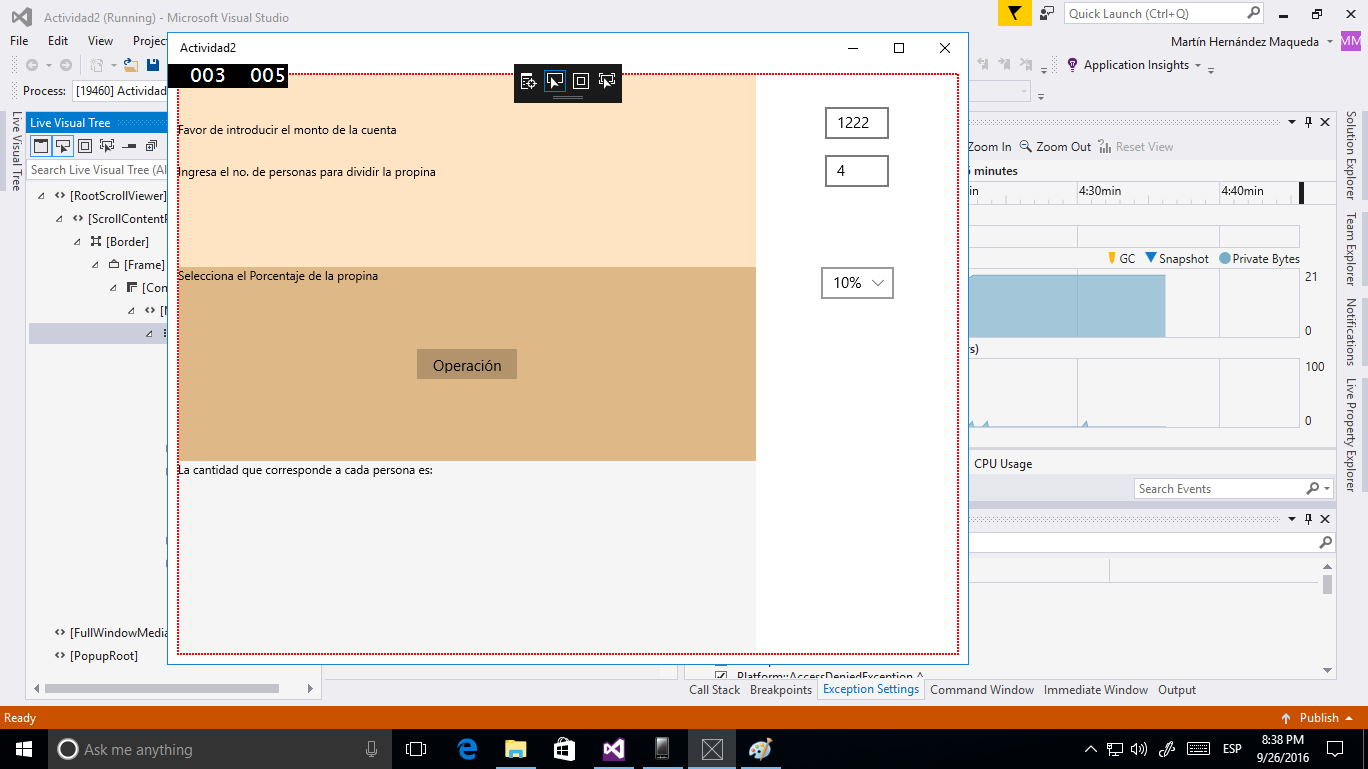 Actividad2 (Running) - Microsoft Visual Studio
Quick Launch (Ctrl+Q)
File Edit View Project
Martín Hernández Maqueda MM
Application Insights
Process: [19460] Actividad
Actividad2
003 005
Live Visual Tree
Live Visual Tree
Search Live Visual Tree (Al
[RootScrollViewer]
[ScrollContentP
[Border]
[Frame]
[Con
[FullWindowMedia
[PopupRoot]
Favor de introducir el monto de la cuenta
1222
Ingresa el no. de personas para dividir la propina
4
Selecciona el Porcentaje de la propina
10%
Operación
La cantidad que corresponde a cada persona es:
Zoom In Zoom Out Reset View
minutes
in 4:30min 4:40min
GC Snapshot Private Bytes
21
0
s)
100
0
CPU Usage
Search Events
Platform::AccessDeniedException ^
Call Stack Breakpoints Exception Settings Command Window Immediate Window Output
Solution Explorer
Team Explorer
Notifications
Live Property Explorer
Ready
Publish
Ask me anything
ESP
8:38 PM
9/26/2016